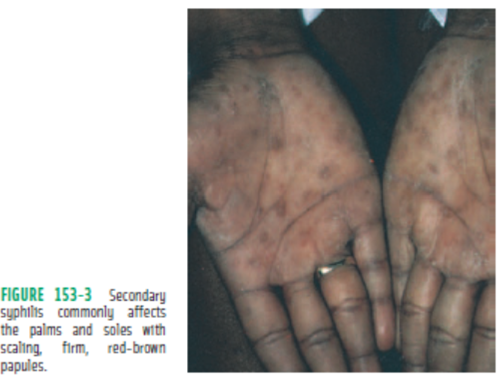 FIGURE 153-3 Secondary
syphilis commonly affects
the palms and soles with
scaling, firm, red-brown
papules.